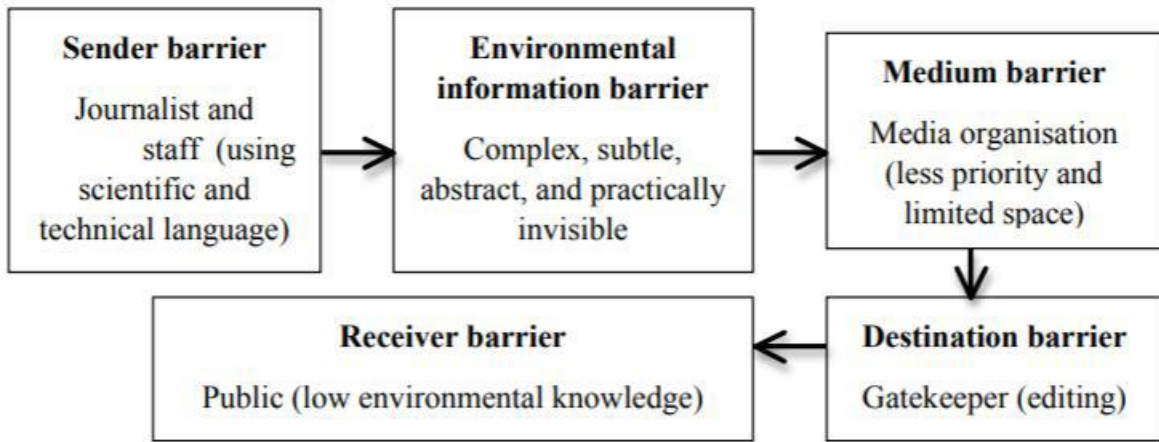 Sender barrier
Journalist and
staff (using
scientific and
technical language)
Environmental
information barrier
Complex, subtle,
abstract, and practically
invisible
Medium barrier
Media organisation
(less priority and
limited space)
Destination barrier
Gatekeeper (editing)
Receiver barrier
Public (low environmental knowledge)